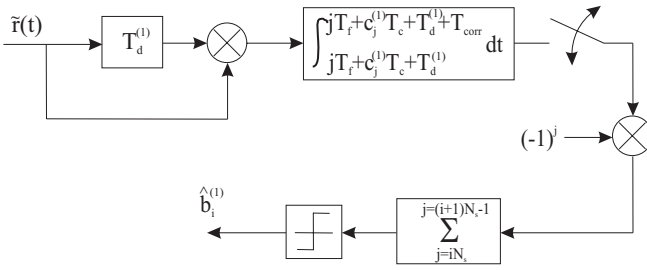 r̃(t)
T_d^(1)
∫ jT_f+c_j^(1)T_c+T_d^(1)+T_corr
dt
jT_f+c_j^(1)T_c+T_d^(1)
(-1)^j
b̂_i^(1)
j=(i+1)N_s-1
Σ
j=iN_s